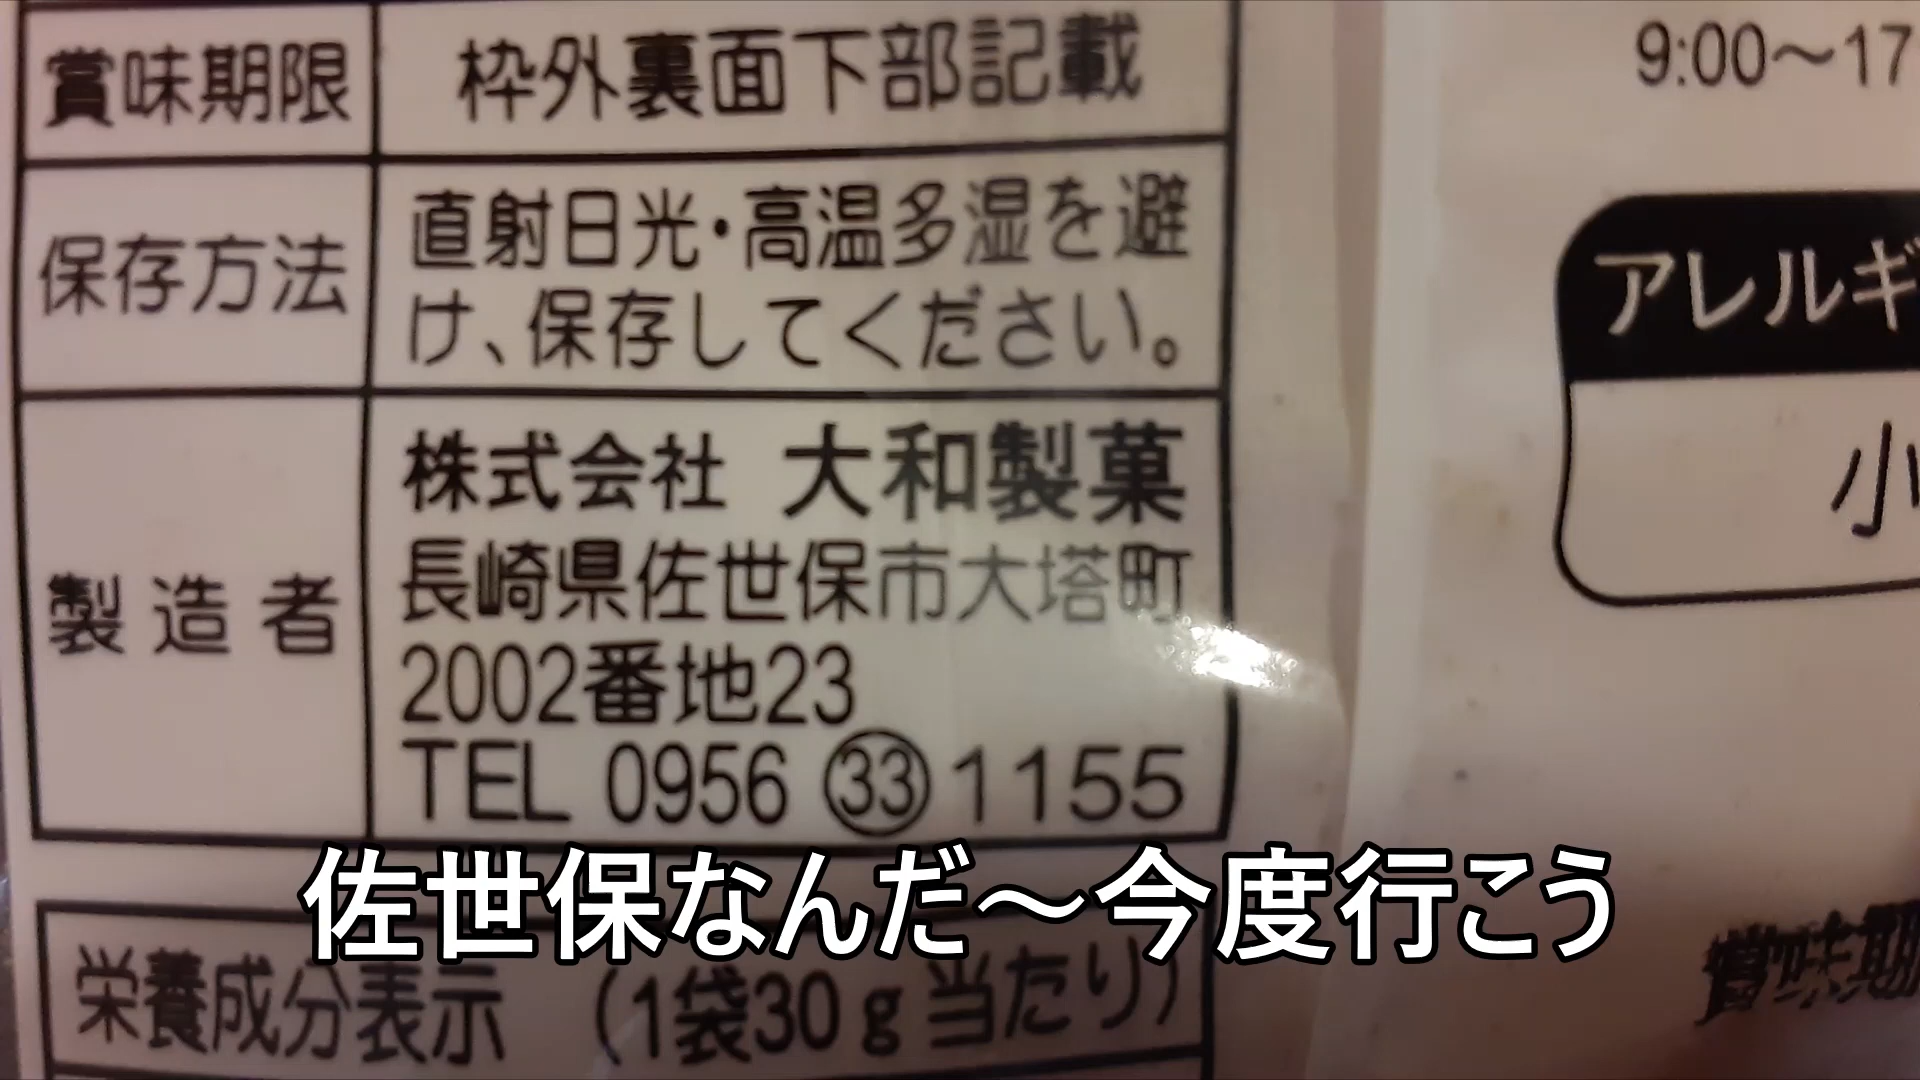 賞味期限 枠外裏面下部記載
保存方法 直射日光・高温多湿を避
け、保存してください。
製造者 株式会社 大和製菓
長崎県佐世保市大塔町
2002番地23
TEL 0956 ㉝ 1155
栄養成分表示 (1袋30g当たり)
9:00～17
アレルギ
小
賞味期
佐世保なんだ～今度行こう